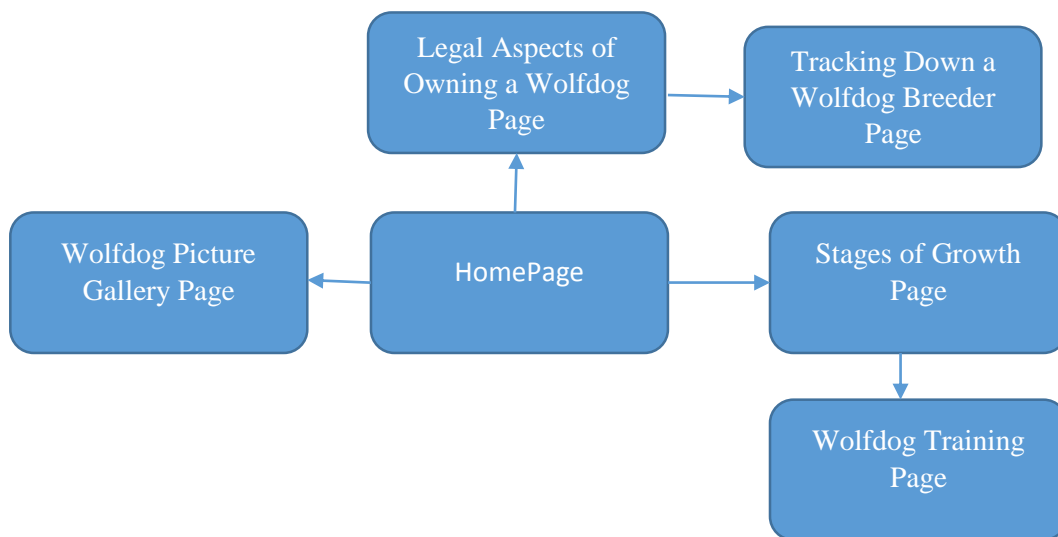 Legal Aspects of
Owning a Wolfdog
Page
Tracking Down a
Wolfdog Breeder
Page
Wolfdog Picture
Gallery Page
HomePage
Stages of Growth
Page
Wolfdog Training
Page